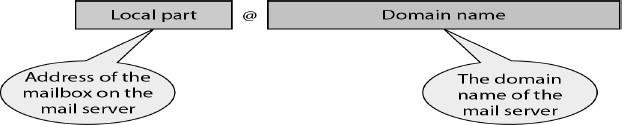 Local part @ Domain name
Address of the
mailbox on the
mail server
The domain
name of the
mail server